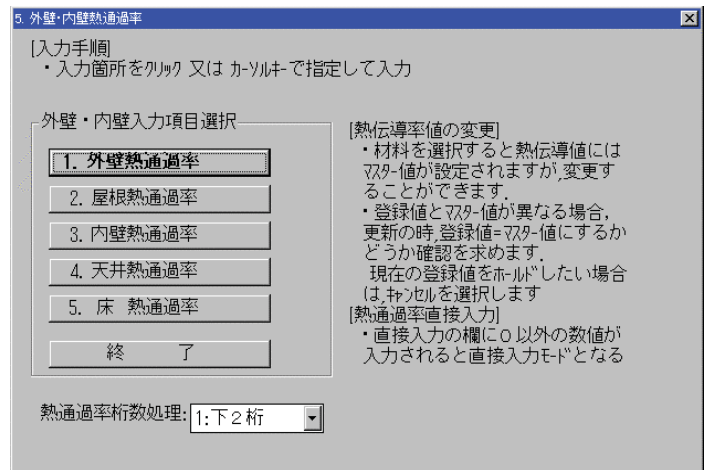 5. 外壁･内壁熱通過率
[入力手順]
・入力箇所をｸﾘｯｸ 又は ｶｰｿﾙｷｰで指定して入力
外壁・内壁入力項目選択
1. 外壁熱通過率
2. 屋根熱通過率
3. 内壁熱通過率
4. 天井熱通過率
5. 床 熱通過率
終　　了
[熱伝導率値の変更]
・材料を選択すると熱伝導値には
ﾏｽﾀｰ値が設定されますが,変更す
ることができます.
・登録値とﾏｽﾀｰ値が異なる場合,
更新の時,登録値=ﾏｽﾀｰ値にするか
どうか確認を求めます.
現在の登録値をﾎｰﾙﾄﾞしたい場合
は,ｷｬﾝｾﾙを選択します
[熱通過率直接入力]
・直接入力の欄に０以外の数値が
入力されると直接入力ﾓｰﾄﾞとなる
熱通過率桁数処理: 1:下２桁